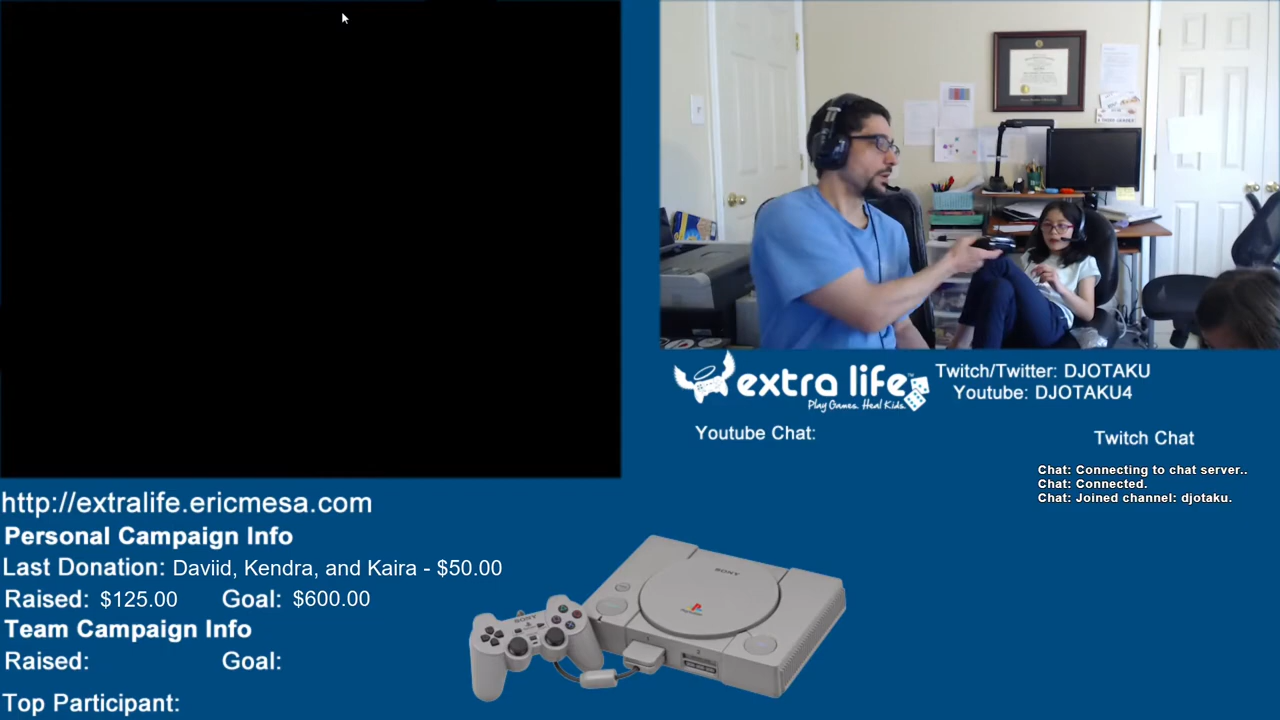 extra life
Play Games. Heal Kids.
Twitch/Twitter: DJOTAKU
Youtube: DJOTAKU4
Youtube Chat:
Twitch Chat
Chat: Connecting to chat server..
Chat: Connected.
Chat: Joined channel: djotaku.
http://extralife.ericmesa.com
Personal Campaign Info
Last Donation: Daviid, Kendra, and Kaira - $50.00
Raised: $125.00 Goal: $600.00
Team Campaign Info
Raised: Goal:
Top Participant:
SONY
SONY